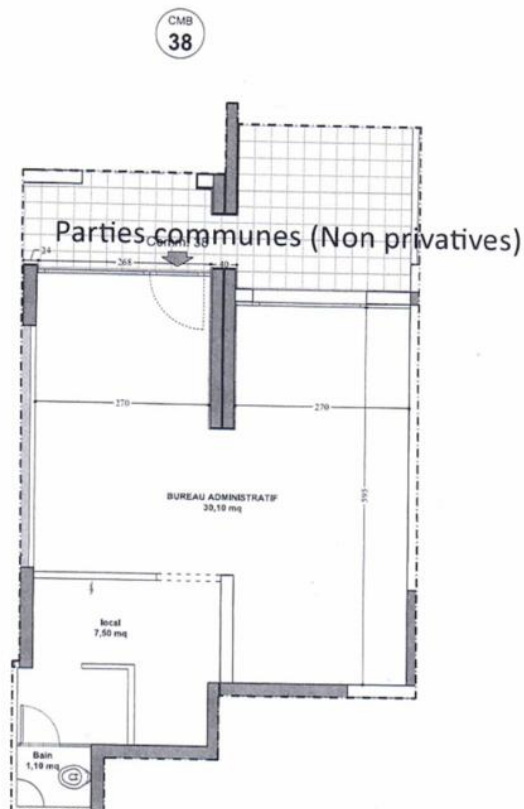 CMB
38
Parties communes (Non privatives)
24
268
40
270
270
595
BUREAU ADMINISTRATIF
30,10 mq
local
7,50 mq
Bain
1,10 mq